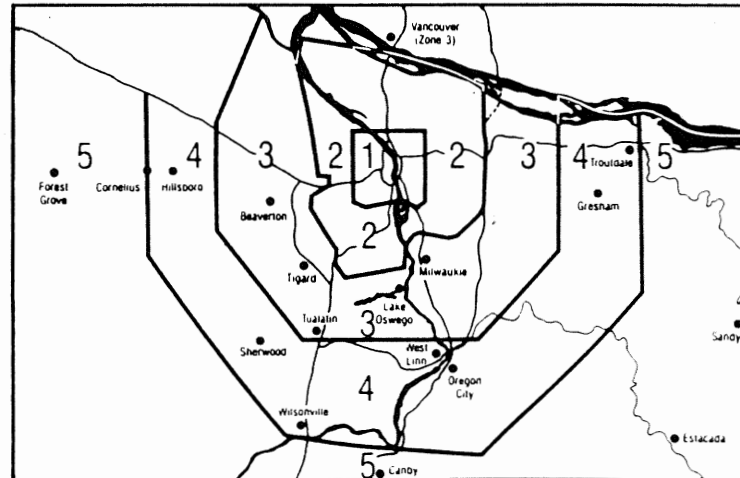 Vancouver
(Zone 3)
5
4
3
2
1
2
3
4
5
Troutdale
Forest
Grove
Cornelius
Hillsboro
Beaverton
Gresham
2
Tigard
Milwaukie
Lake
Oswego
Tualatin
3
Sherwood
West
Linn
Oregon
City
Sandy
4
Wilsonville
Estacada
5
Canby